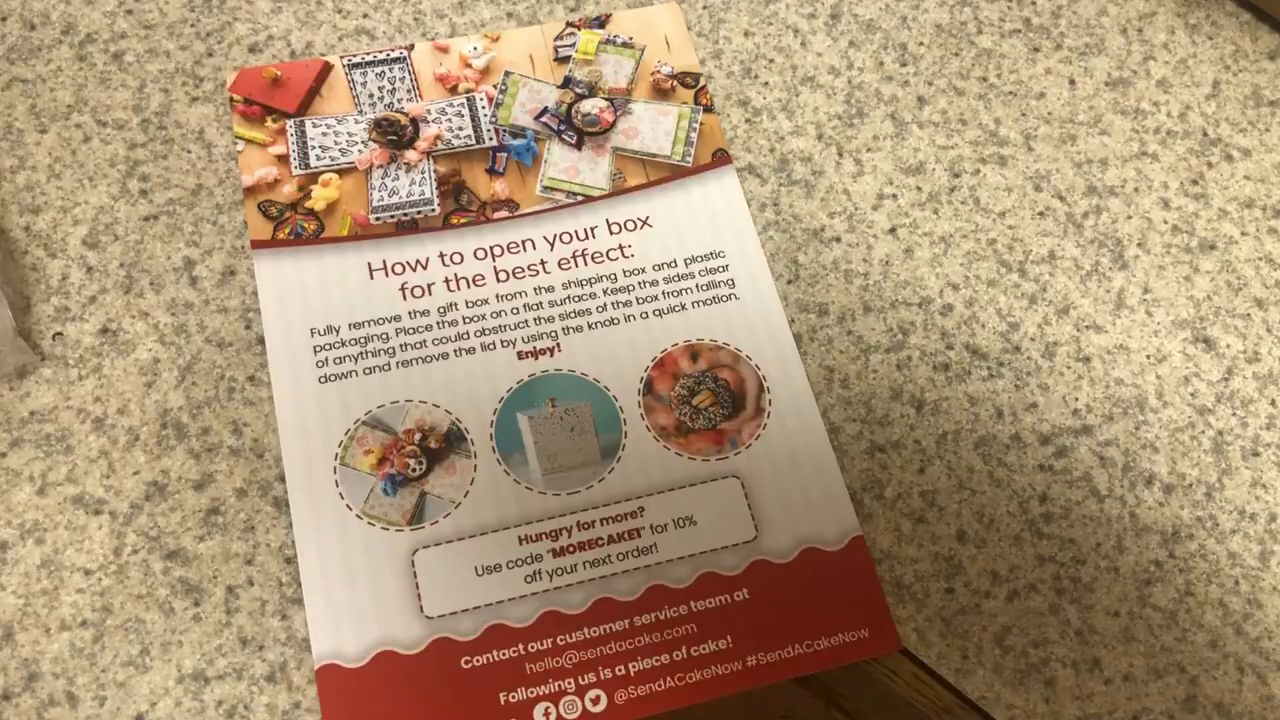 How to open your box
for the best effect:
Fully remove the gift box from the shipping box and plastic
packaging. Place the box on a flat surface. Keep the sides clear
of anything that could obstruct the sides of the box from falling
down and remove the lid by using the knob in a quick motion.
Enjoy!
Hungry for more?
Use code "MORECAKE1" for 10%
off your next order!
Contact our customer service team at
hello@sendacake.com
Following us is a piece of cake!
@SendACakeNow #SendACakeNow